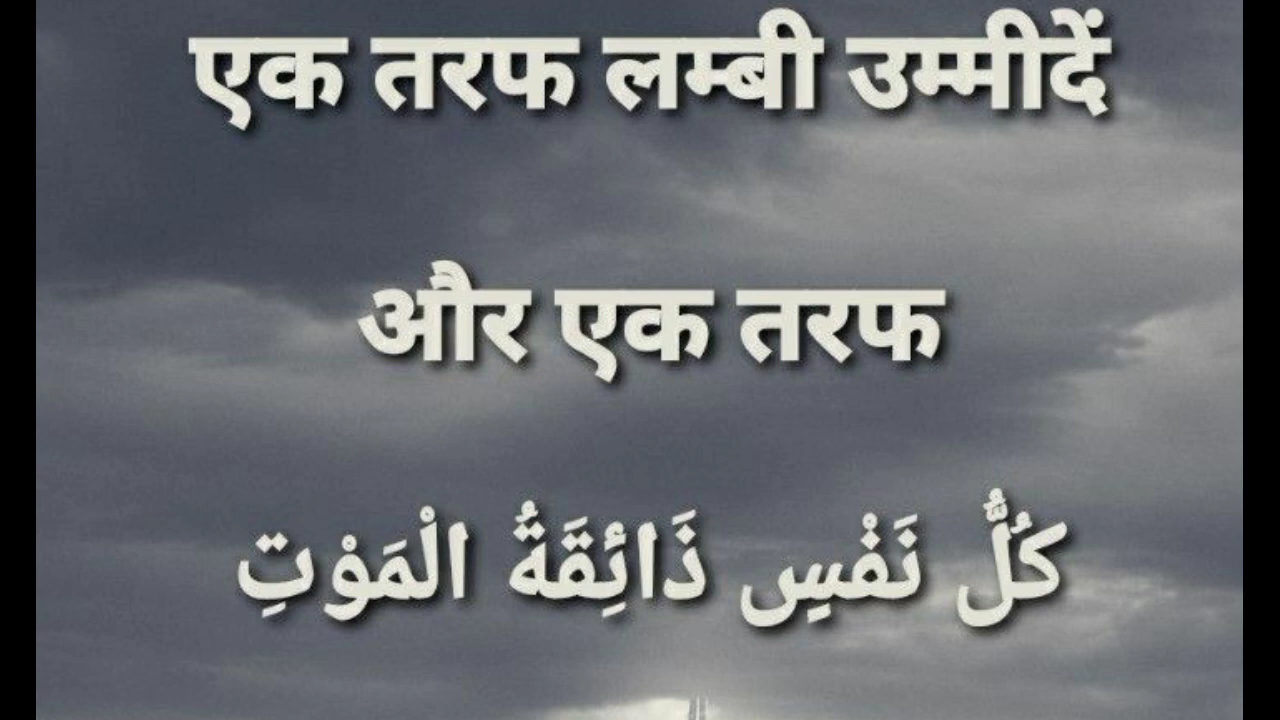 एक तरफ लम्बी उम्मीदें
और एक तरफ
كُلُّ نَفْسٍ ذَائِقَةُ الْمَوْتِ